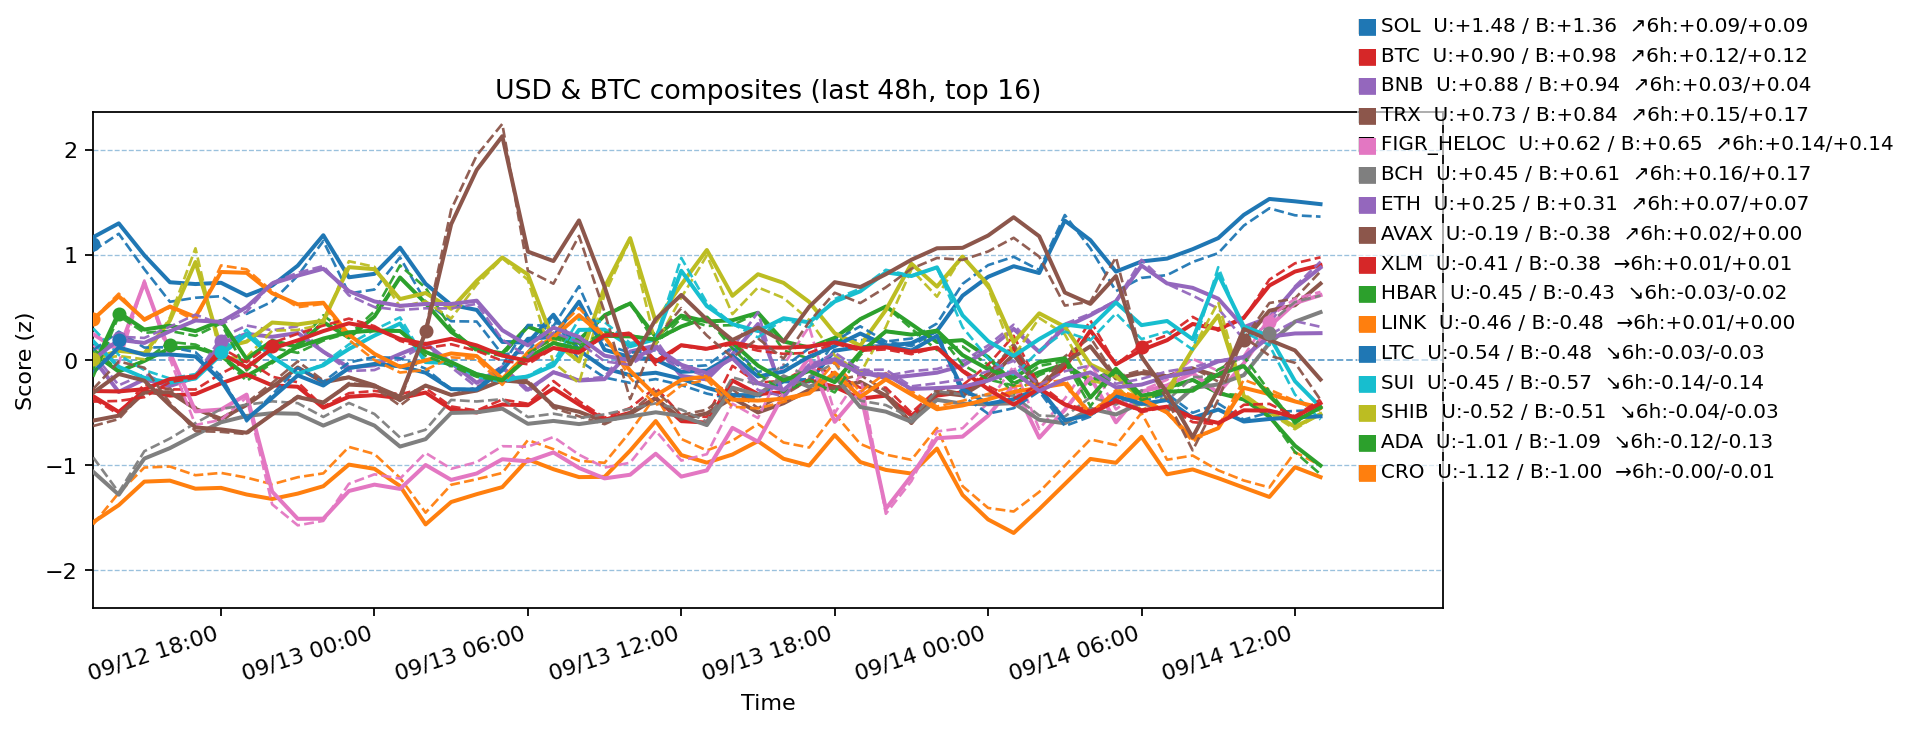 USD & BTC composites (last 48h, top 16)
SOL  U:+1.48 / B:+1.36  ↗6h:+0.09/+0.09
BTC  U:+0.90 / B:+0.98  ↗6h:+0.12/+0.12
BNB  U:+0.88 / B:+0.94  ↗6h:+0.03/+0.04
TRX  U:+0.73 / B:+0.84  ↗6h:+0.15/+0.17
FIGR_HELOC  U:+0.62 / B:+0.65  ↗6h:+0.14/+0.14
BCH  U:+0.45 / B:+0.61  ↗6h:+0.16/+0.17
ETH  U:+0.25 / B:+0.31  ↗6h:+0.07/+0.07
AVAX  U:-0.19 / B:-0.38  ↗6h:+0.02/+0.00
XLM  U:-0.41 / B:-0.38  →6h:+0.01/+0.01
HBAR  U:-0.45 / B:-0.43  ↘6h:-0.03/-0.02
LINK  U:-0.46 / B:-0.48  →6h:+0.01/+0.00
LTC  U:-0.54 / B:-0.48  ↘6h:-0.03/-0.03
SUI  U:-0.45 / B:-0.57  ↘6h:-0.14/-0.14
SHIB  U:-0.52 / B:-0.51  ↘6h:-0.04/-0.03
ADA  U:-1.01 / B:-1.09  ↘6h:-0.12/-0.13
CRO  U:-1.12 / B:-1.00  →6h:-0.00/-0.01
Score (z)
2
1
0
−1
−2
09/12 18:00
09/13 00:00
09/13 06:00
09/13 12:00
09/13 18:00
09/14 00:00
09/14 06:00
09/14 12:00
Time